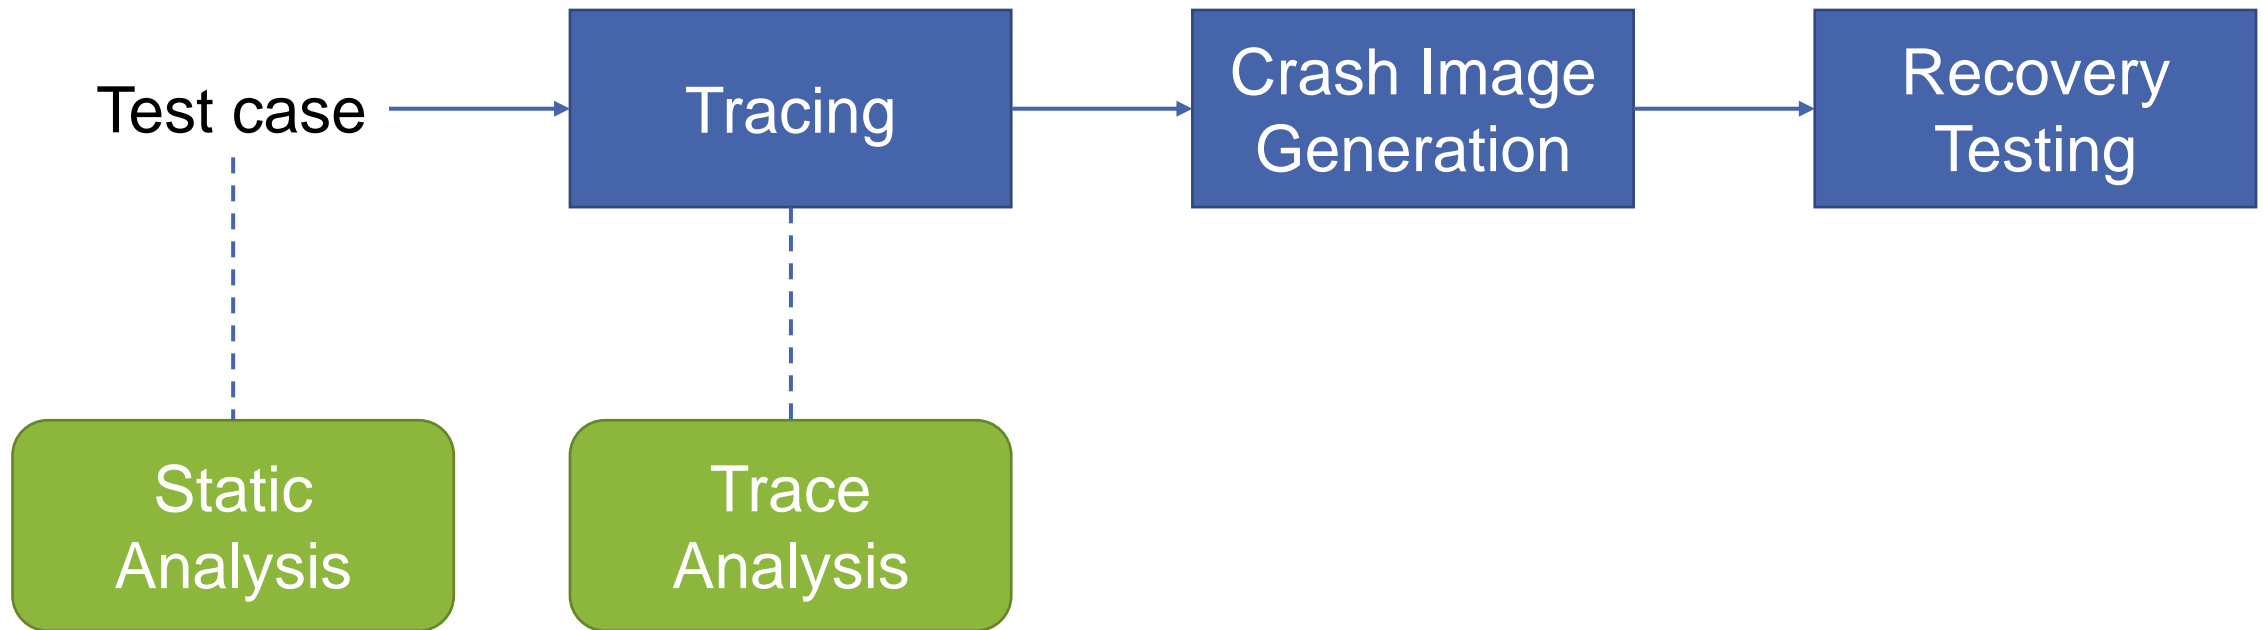 Test case
Tracing
Crash Image
Generation
Recovery
Testing
Static
Analysis
Trace
Analysis